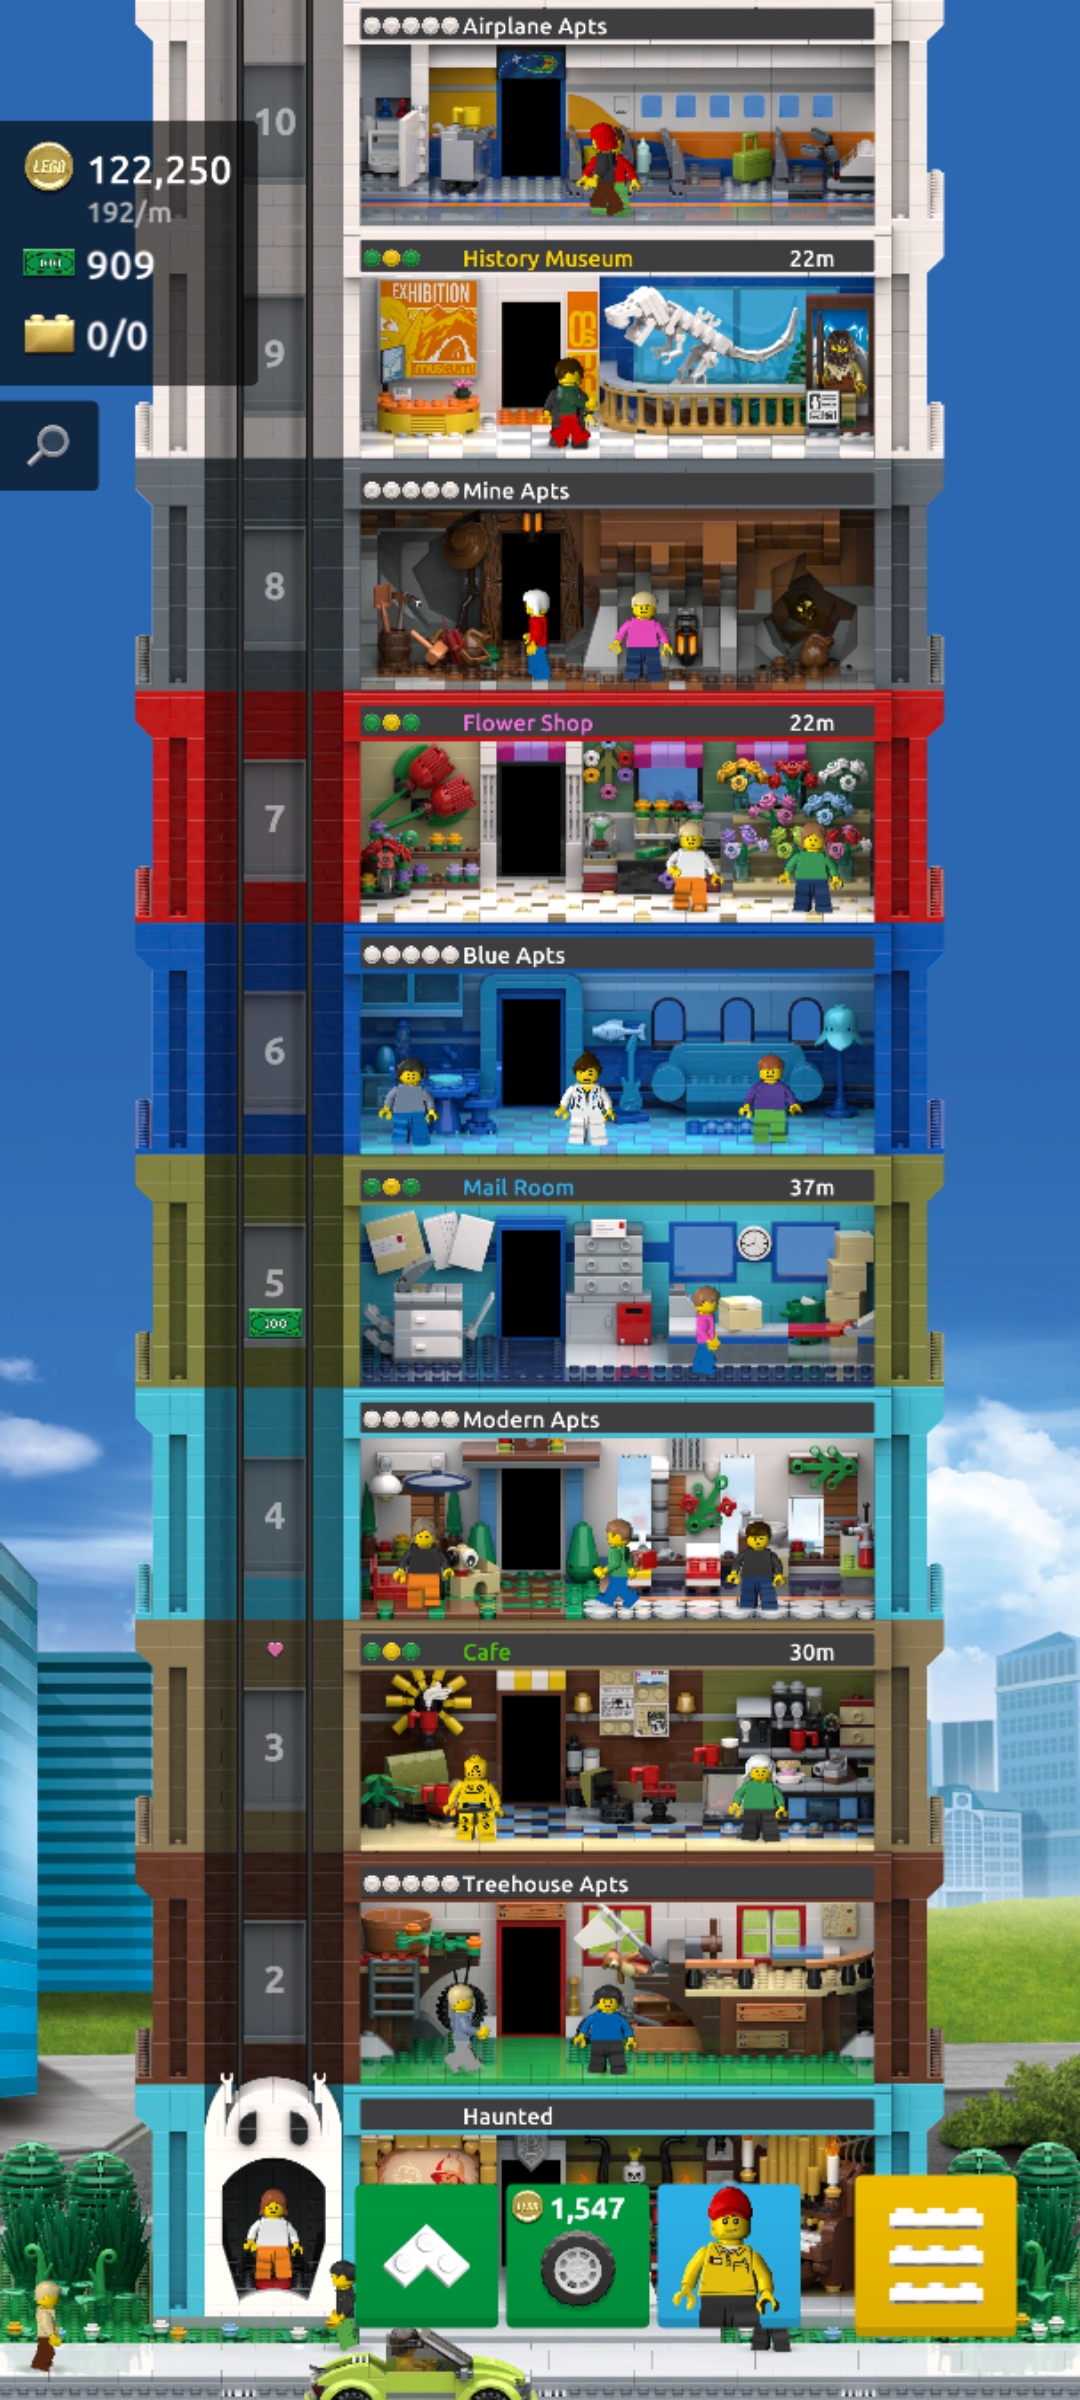 Airplane Apts
10
LEGO 122,250
192/m
909
0/0
History Museum 22m
9
EXHIBITION
museum
Mine Apts
8
Flower Shop 22m
7
Blue Apts
6
Mail Room 37m
5
100
Modern Apts
4
Cafe 30m
3
Treehouse Apts
2
Haunted
1,547